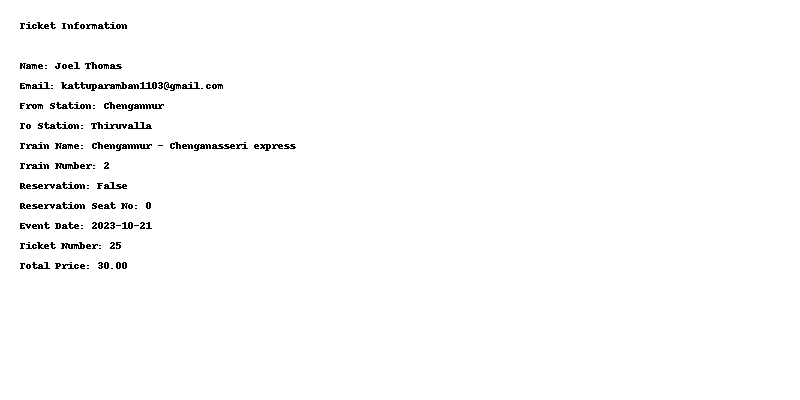 Ticket Information
Name: Joel Thomas
Email: kattuparamban1103@gmail.com
From Station: Chengannur
To Station: Thiruvalla
Train Name: Chengannur - Chenganasseri express
Train Number: 2
Reservation: False
Reservation Seat No: 0
Event Date: 2023-10-21
Ticket Number: 25
Total Price: 30.00